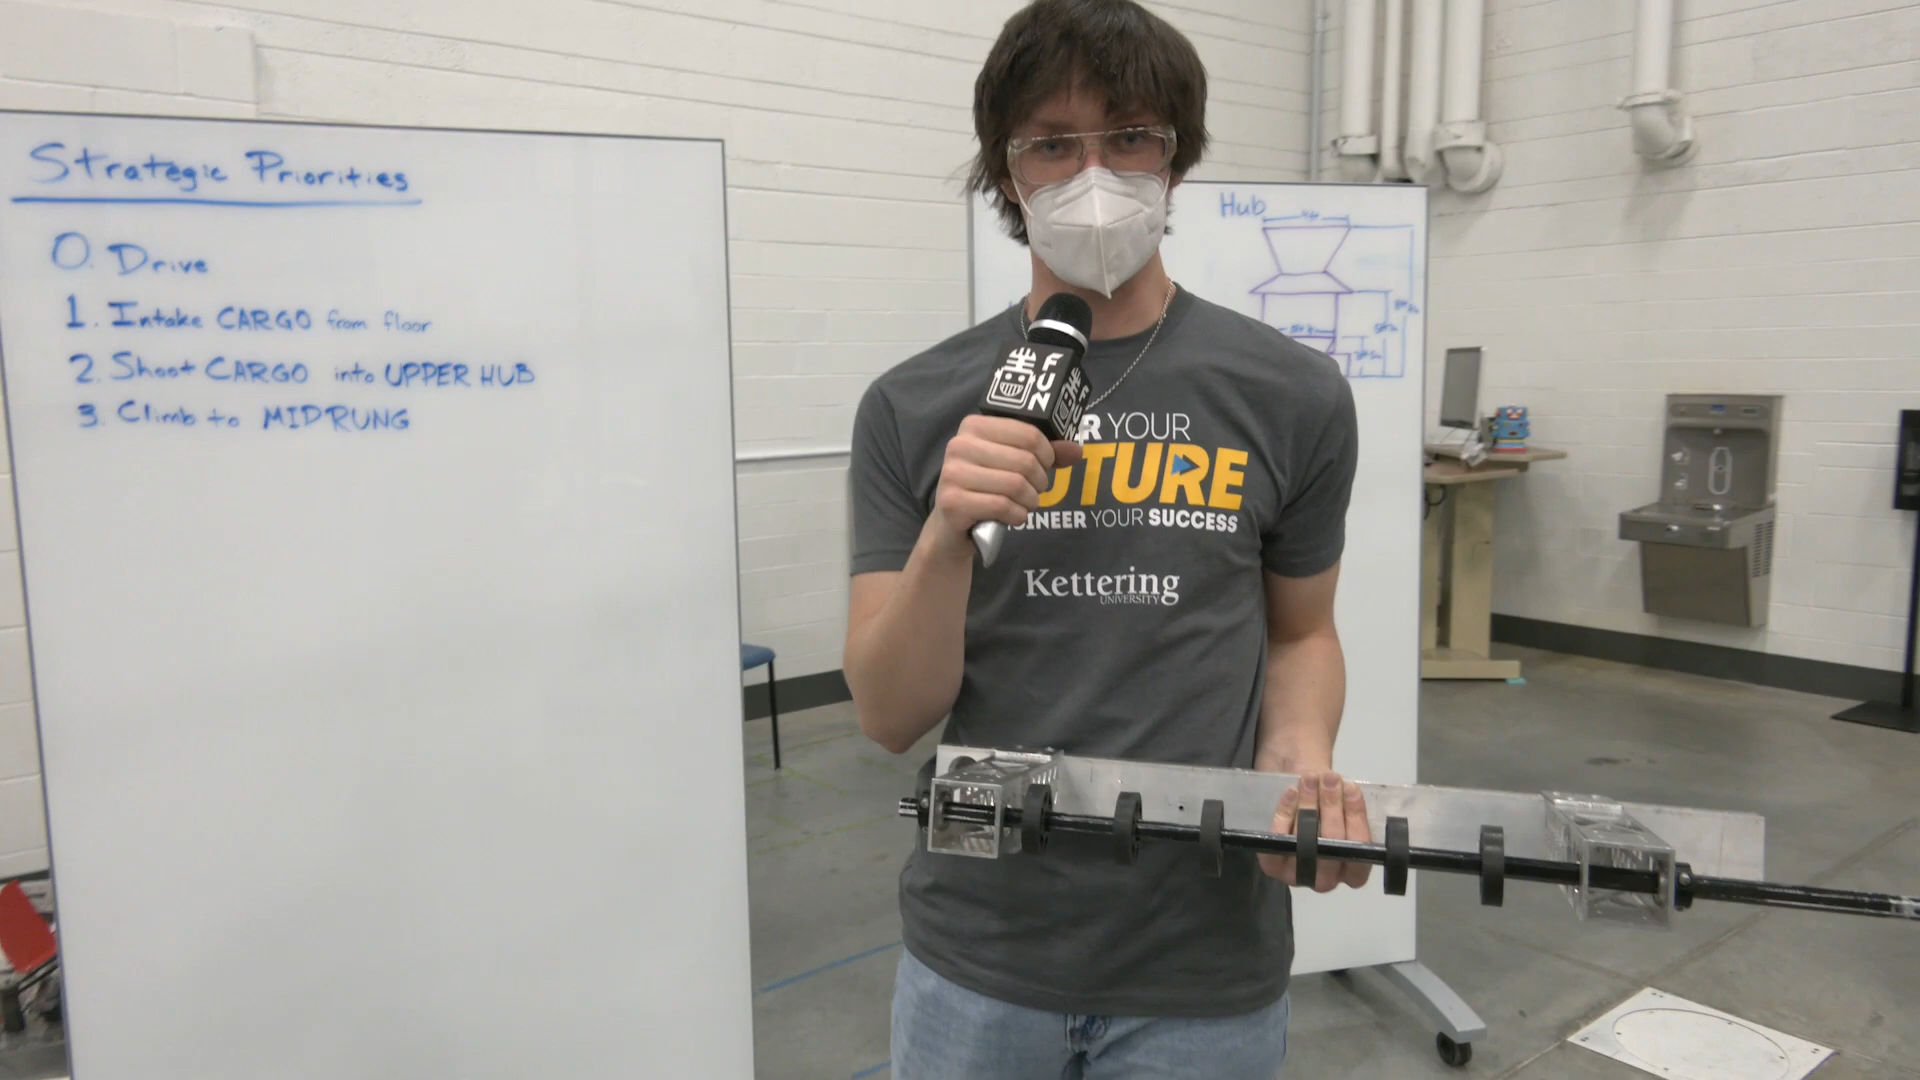 Strategic Priorities
0. Drive
1. Intake CARGO from floor
2. Shoot CARGO into UPPER HUB
3. Climb to MIDRUNG
Hub
FUN
YOUR
UTURE
GINEER YOUR SUCCESS
Kettering
UNIVERSITY